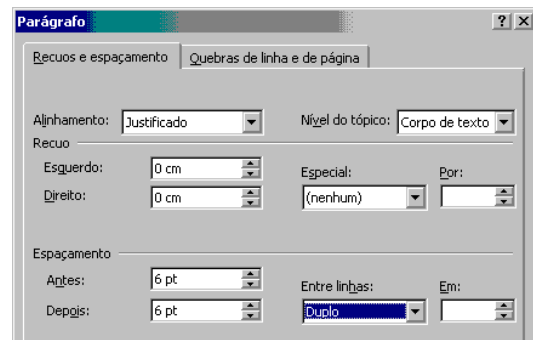 Parágrafo
Recuos e espaçamento Quebras de linha e de página
Alinhamento: Justificado Nível do tópico: Corpo de texto
Recuo
Esquerdo: 0 cm Especial: Por:
Direito: 0 cm (nenhum)
Espaçamento
Antes: 6 pt Entre linhas: Em:
Depois: 6 pt Duplo